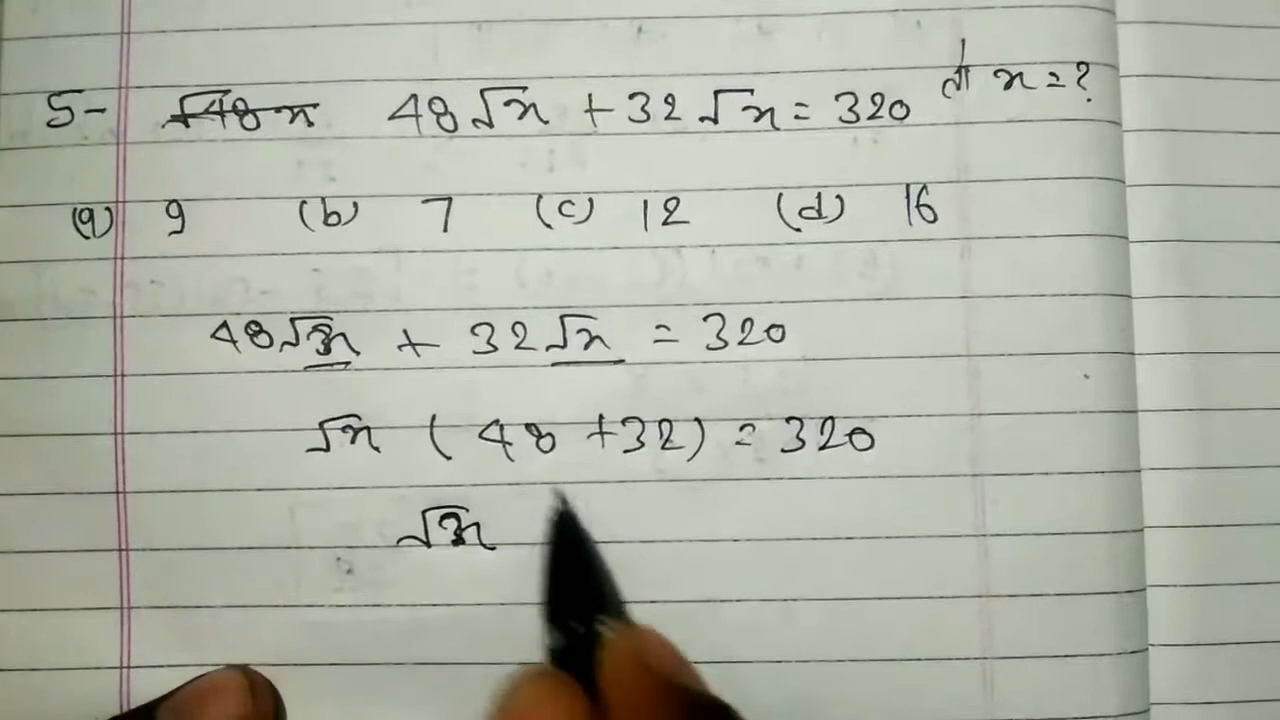 5- √48x 48√x + 32√x = 320 तो x = ?
(a) 9 (b) 7 (c) 12 (d) 16
48√x + 32√x = 320
√x ( 48 + 32) = 320
√x